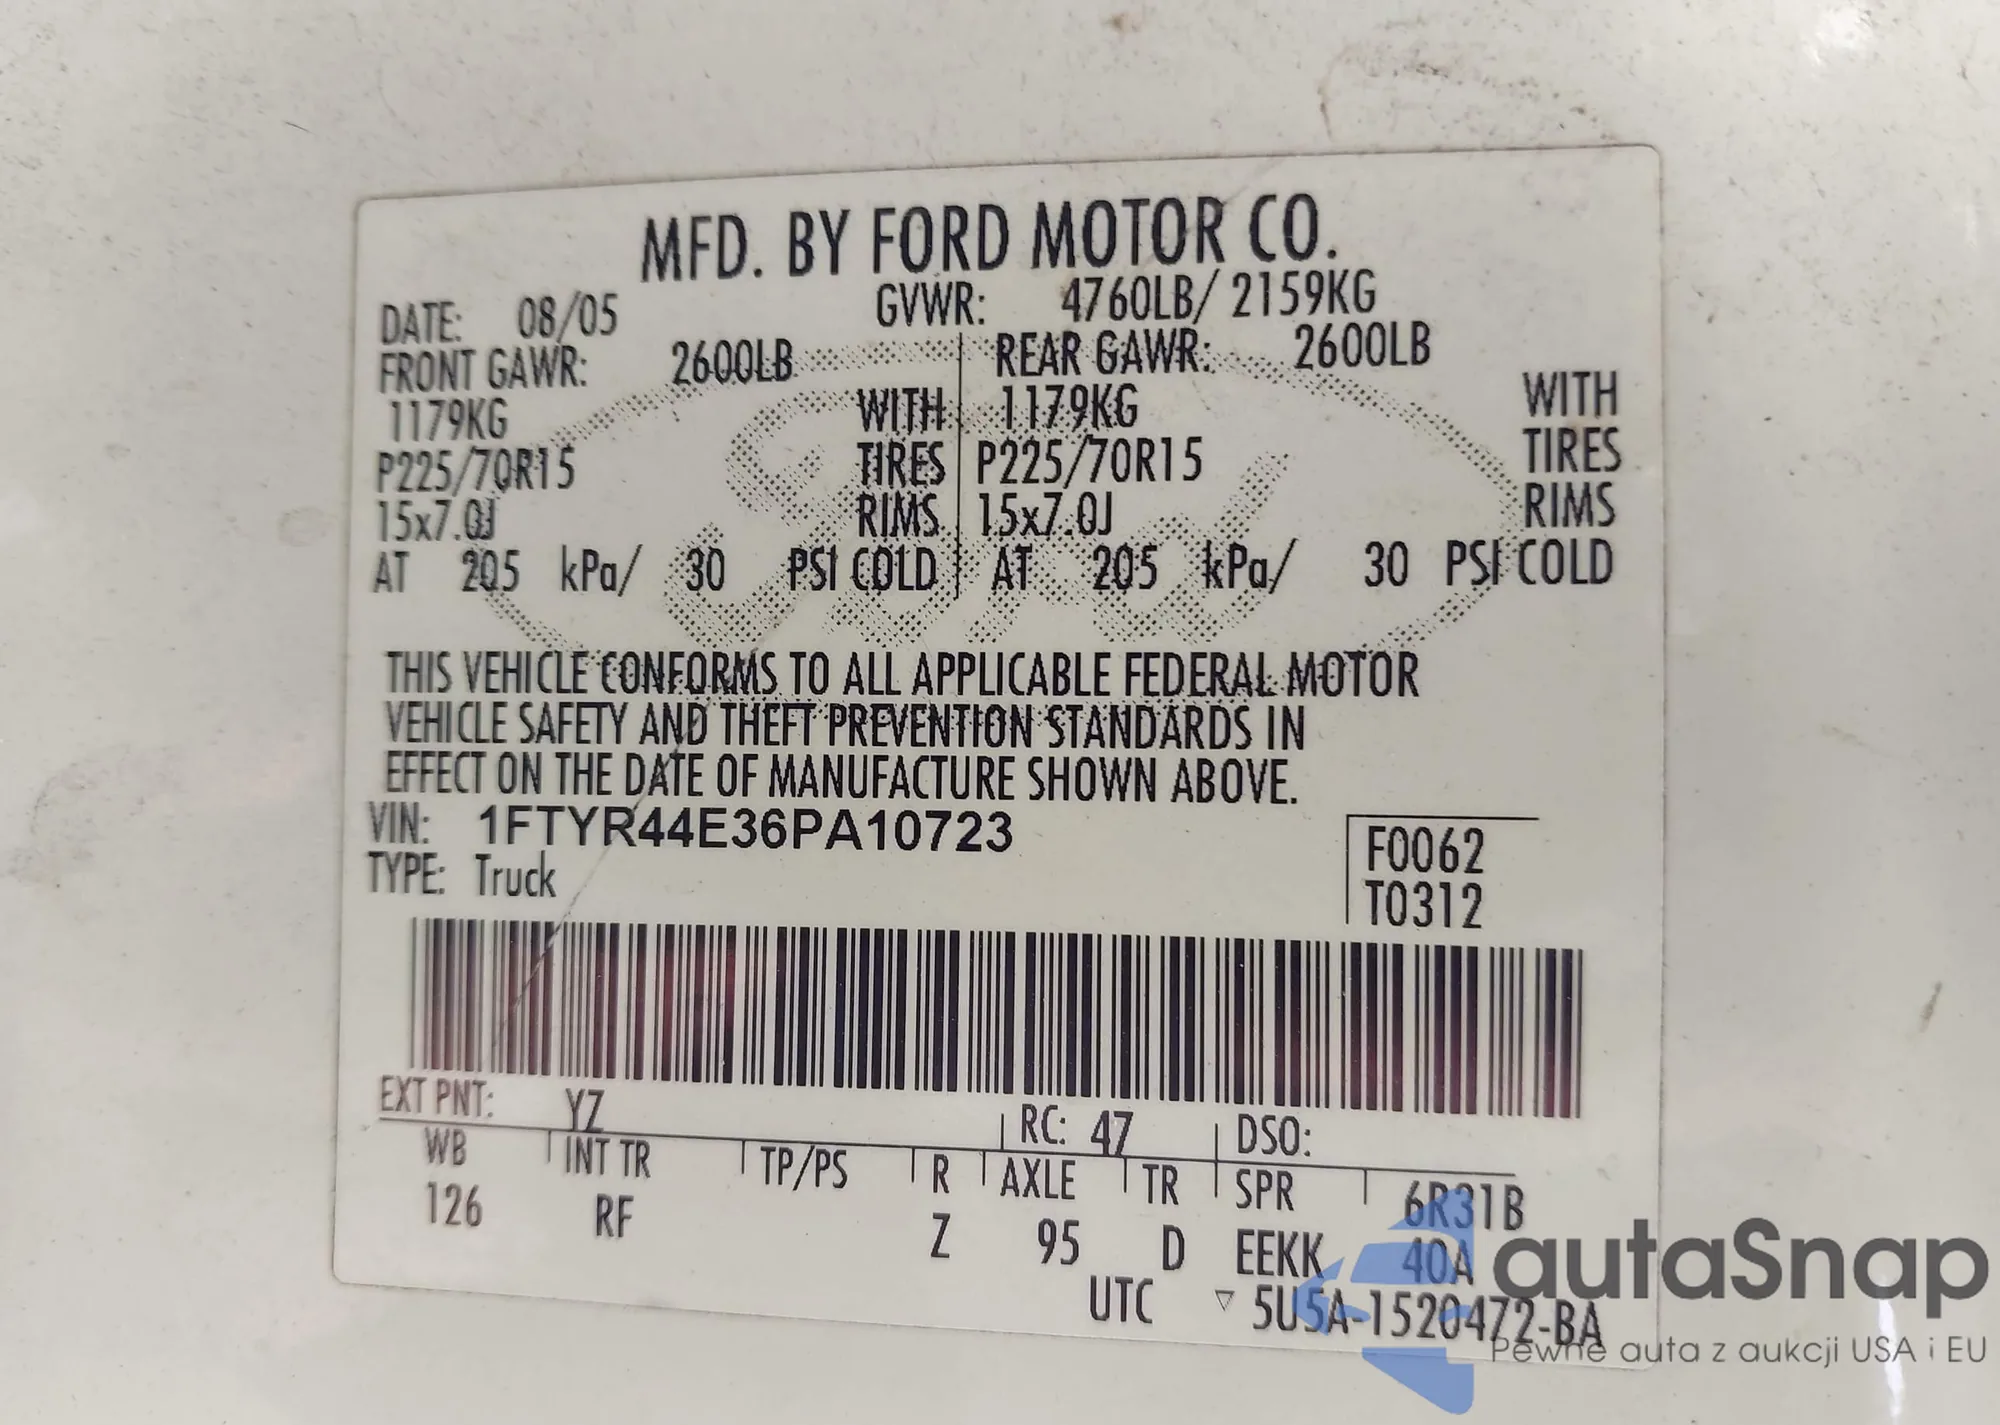 MFD. BY FORD MOTOR CO.
DATE: 08/05 GVWR: 4760LB/ 2159KG
FRONT GAWR: 2600LB REAR GAWR: 2600LB
1179KG WITH 1179KG WITH
P225/70R15 TIRES P225/70R15 TIRES
15x7.0J RIMS 15x7.0J RIMS
AT 205 kPa/ 30 PSI COLD AT 205 kPa/ 30 PSI COLD
Ford
THIS VEHICLE CONFORMS TO ALL APPLICABLE FEDERAL MOTOR
VEHICLE SAFETY AND THEFT PREVENTION STANDARDS IN
EFFECT ON THE DATE OF MANUFACTURE SHOWN ABOVE.
VIN: 1FTYR44E36PA10723
TYPE: Truck
F0062
T0312
EXT PNT: YZ RC: 47 DSO:
WB INT TR TP/PS R AXLE TR SPR 6R31B
126 RF Z 95 D EEKK 40A
UTC ▽ 5U5A-1520472-BA
autaSnap
Pewne auta z aukcji USA i EU